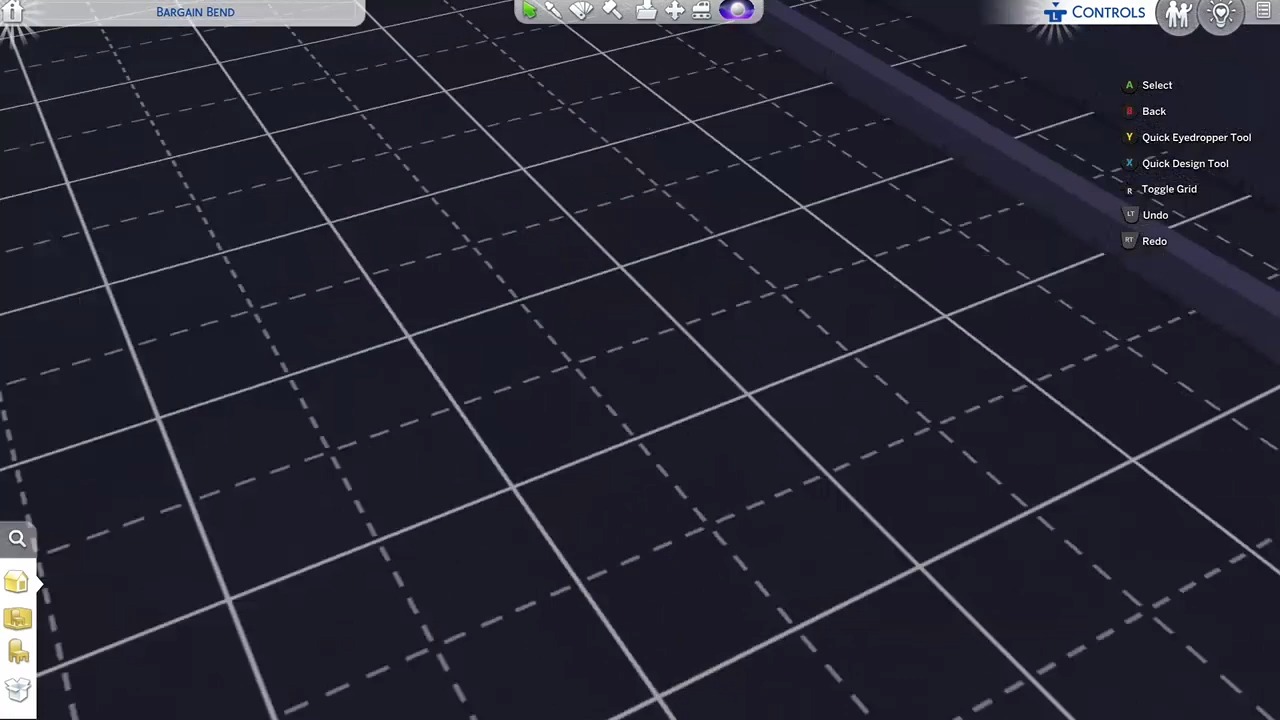 BARGAIN BEND
L CONTROLS
A Select
B Back
Y Quick Eyedropper Tool
X Quick Design Tool
R Toggle Grid
LT Undo
RT Redo